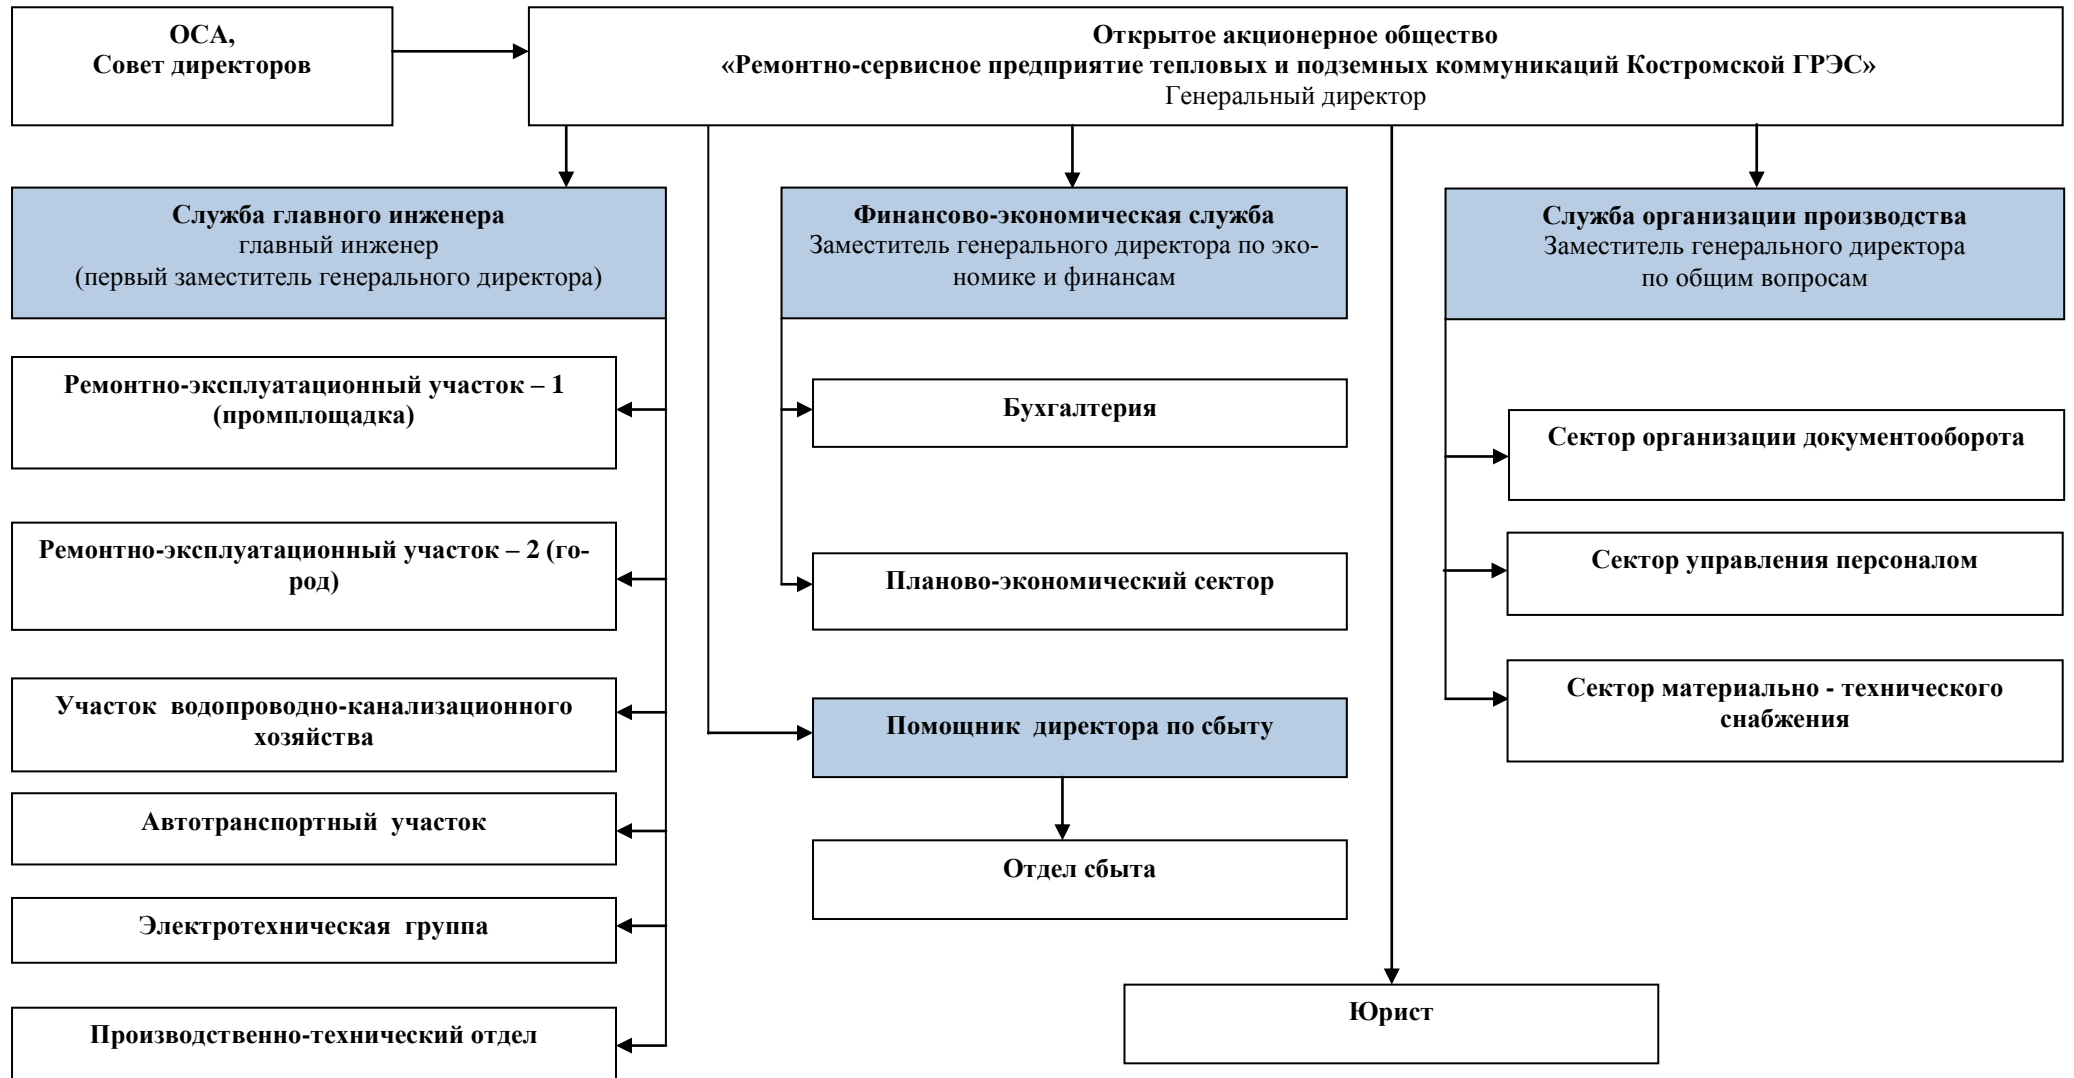 ОСА,
Совет директоров
Открытое акционерное общество
«Ремонтно-сервисное предприятие тепловых и подземных коммуникаций Костромской ГРЭС»
Генеральный директор
Служба главного инженера
главный инженер
(первый заместитель генерального директора)
Финансово-экономическая служба
Заместитель генерального директора по эко-
номике и финансам
Служба организации производства
Заместитель генерального директора
по общим вопросам
Ремонтно-эксплуатационный участок – 1
(промплощадка)
Ремонтно-эксплуатационный участок – 2 (го-
род)
Участок водопроводно-канализационного
хозяйства
Автотранспортный участок
Электротехническая группа
Производственно-технический отдел
Бухгалтерия
Планово-экономический сектор
Помощник директора по сбыту
Отдел сбыта
Юрист
Сектор организации документооборота
Сектор управления персоналом
Сектор материально - технического
снабжения